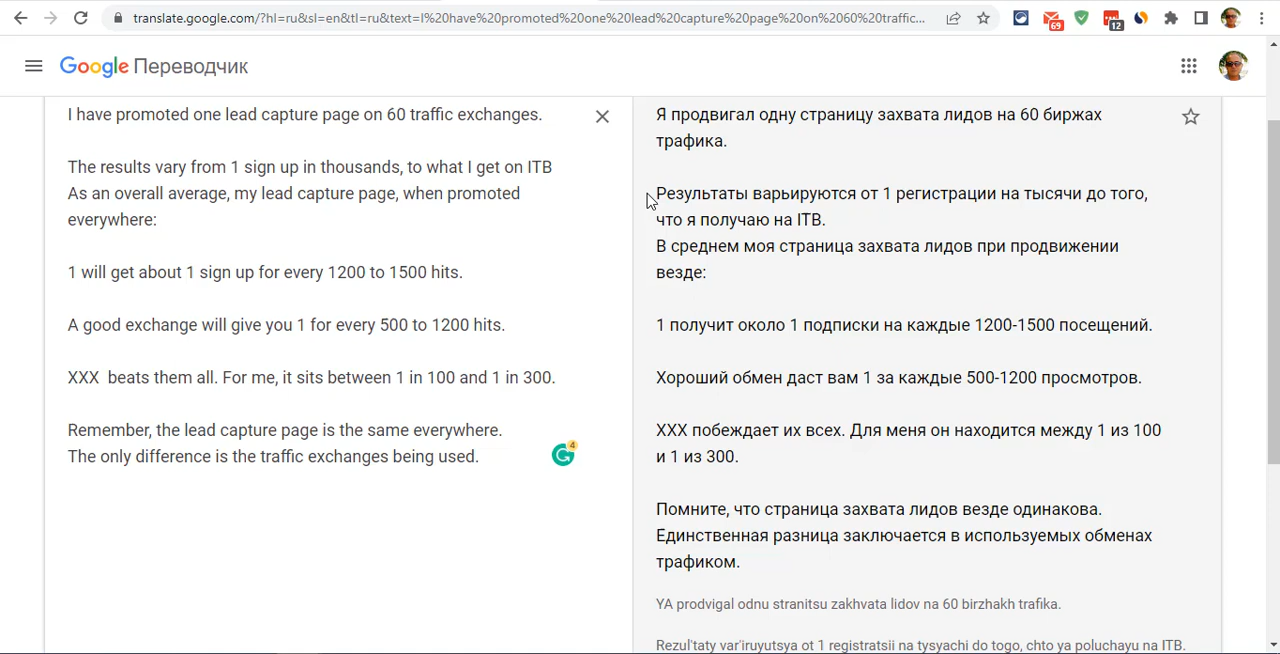 translate.google.com/?hl=ru&sl=en&tl=ru&text=I%20have%20promoted%20one%20lead%20capture%20page%20on%2060%20traffic...
69
12
Google Переводчик
I have promoted one lead capture page on 60 traffic exchanges.
The results vary from 1 sign up in thousands, to what I get on ITB
As an overall average, my lead capture page, when promoted
everywhere:
1 will get about 1 sign up for every 1200 to 1500 hits.
A good exchange will give you 1 for every 500 to 1200 hits.
XXX  beats them all. For me, it sits between 1 in 100 and 1 in 300.
Remember, the lead capture page is the same everywhere.
The only difference is the traffic exchanges being used.
4
Я продвигал одну страницу захвата лидов на 60 биржах
трафика.
Результаты варьируются от 1 регистрации на тысячи до того,
что я получаю на ITB.
В среднем моя страница захвата лидов при продвижении
везде:
1 получит около 1 подписки на каждые 1200-1500 посещений.
Хороший обмен даст вам 1 за каждые 500-1200 просмотров.
XXX побеждает их всех. Для меня он находится между 1 из 100
и 1 из 300.
Помните, что страница захвата лидов везде одинакова.
Единственная разница заключается в используемых обменах
трафиком.
YA prodvigal odnu stranitsu zakhvata lidov na 60 birzhakh trafika.
Rezul'taty var'iruyutsya ot 1 registratsii na tysyachi do togo, chto ya poluchayu na ITB.